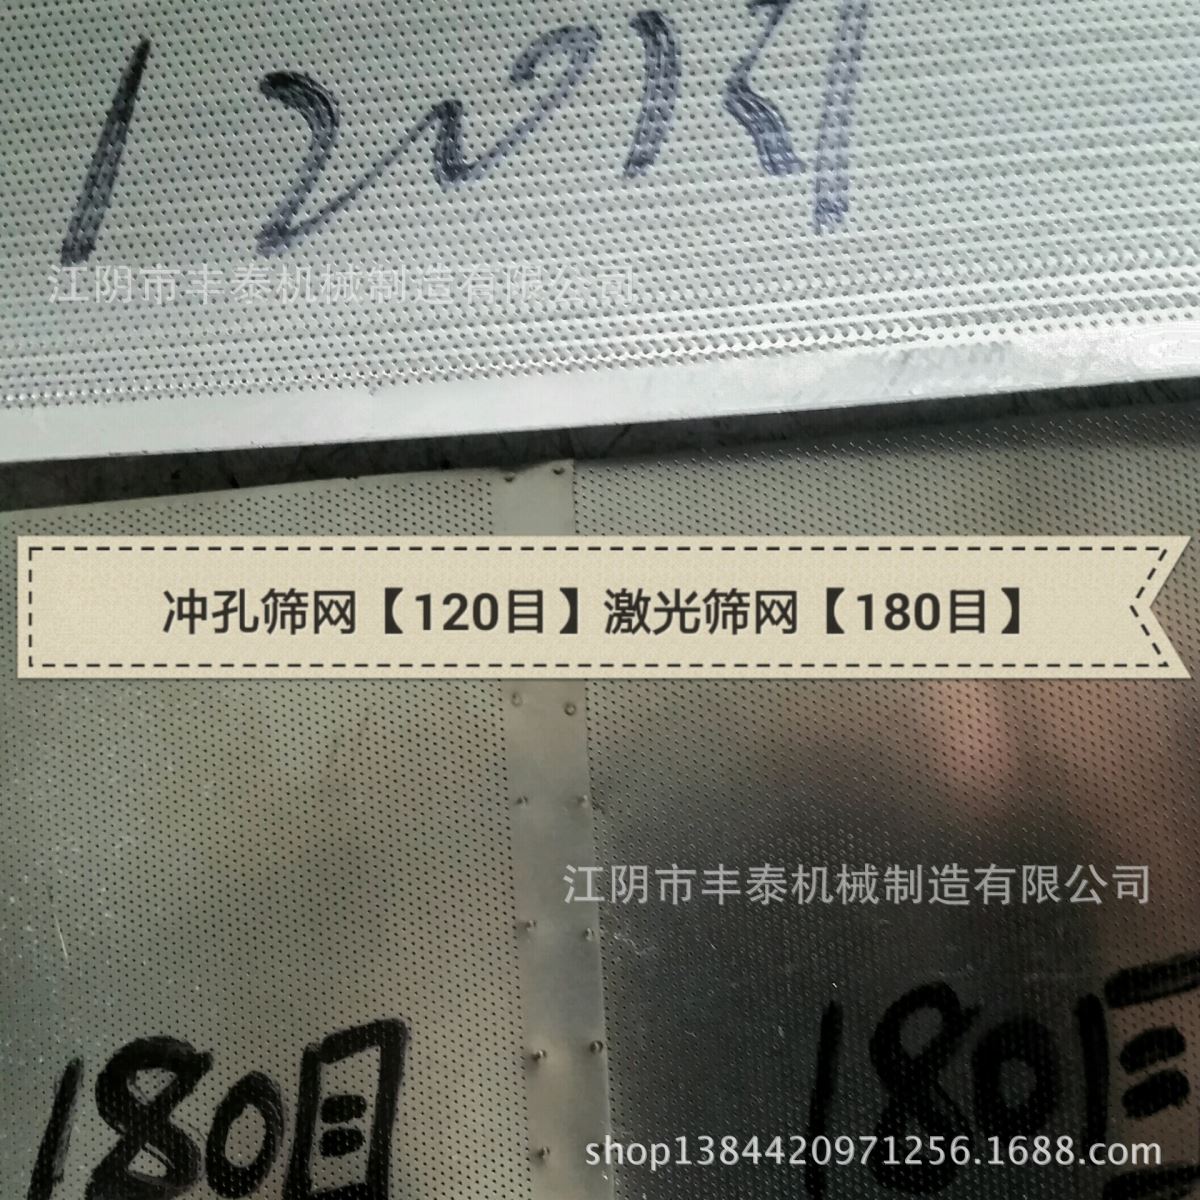 120目
江阴市丰泰机械制造有限公司
冲孔筛网【120目】激光筛网【180目】
江阴市丰泰机械制造有限公司
180目
180目
shop1384420971256.1688.com